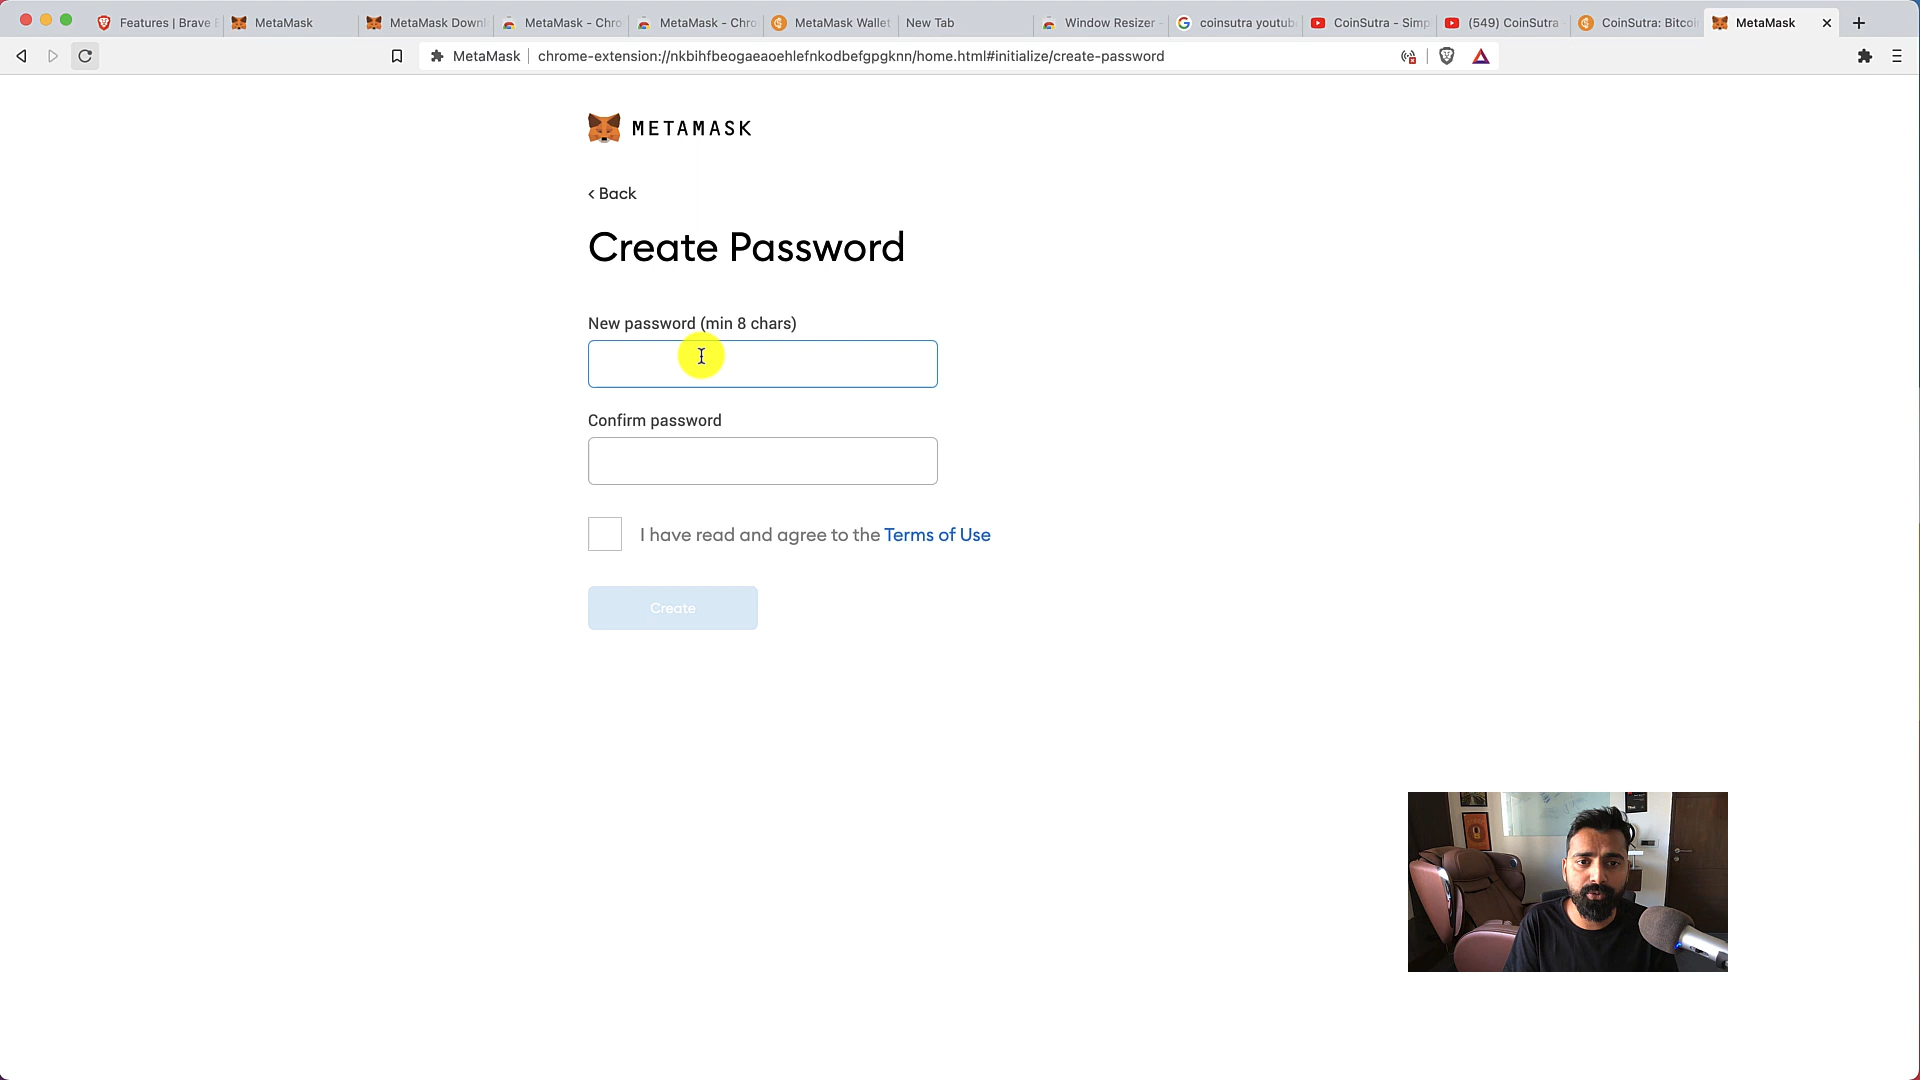 Features | Brave B
MetaMask
MetaMask Downl
MetaMask - Chro
MetaMask - Chro
MetaMask Wallet
New Tab
Window Resizer -
coinsutra youtub
CoinSutra - Simp
(549) CoinSutra
CoinSutra: Bitcoi
MetaMask
MetaMask
chrome-extension://nkbihfbeogaeaoehlefnkodbefgpgknn/home.html#initialize/create-password
METAMASK
< Back
Create Password
New password (min 8 chars)
Confirm password
I have read and agree to the Terms of Use
Create